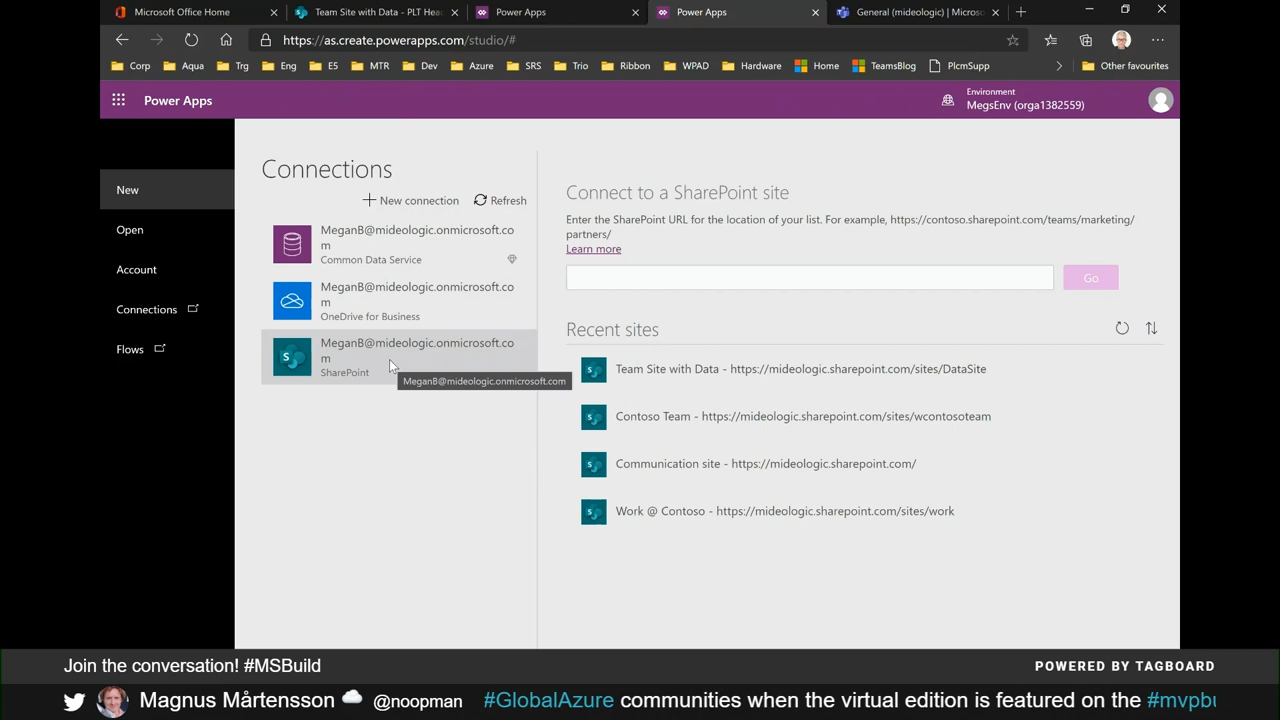 Microsoft Office Home
Team Site with Data - PLT Hea
Power Apps
Power Apps
General (mideologic) | Micros
https://as.create.powerapps.com/studio/#
Corp
Aqua
Trg
Eng
E5
MTR
Dev
Azure
SRS
Trio
Ribbon
WPAD
Hardware
Home
TeamsBlog
PlcmSupp
Other favourites
Power Apps
Environment
MegsEnv (orga1382559)
New
Open
Account
Connections
Flows
Connections
New connection
Refresh
MeganB@mideologic.onmicrosoft.co
m
Common Data Service
MeganB@mideologic.onmicrosoft.co
m
OneDrive for Business
MeganB@mideologic.onmicrosoft.co
m
SharePoint
MeganB@mideologic.onmicrosoft.com
Connect to a SharePoint site
Enter the SharePoint URL for the location of your list. For example, https://contoso.sharepoint.com/teams/marketing/
partners/
Learn more
Go
Recent sites
Team Site with Data - https://mideologic.sharepoint.com/sites/DataSite
Contoso Team - https://mideologic.sharepoint.com/sites/wcontosoteam
Communication site - https://mideologic.sharepoint.com/
Work @ Contoso - https://mideologic.sharepoint.com/sites/work
Join the conversation! #MSBuild
POWERED BY TAGBOARD
Magnus Mårtensson @noopman #GlobalAzure communities when the virtual edition is featured on the #mvpbu